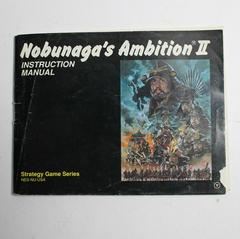 Nobunaga's Ambition II
INSTRUCTION
MANUAL
Strategy Game Series
NES-NU-USA